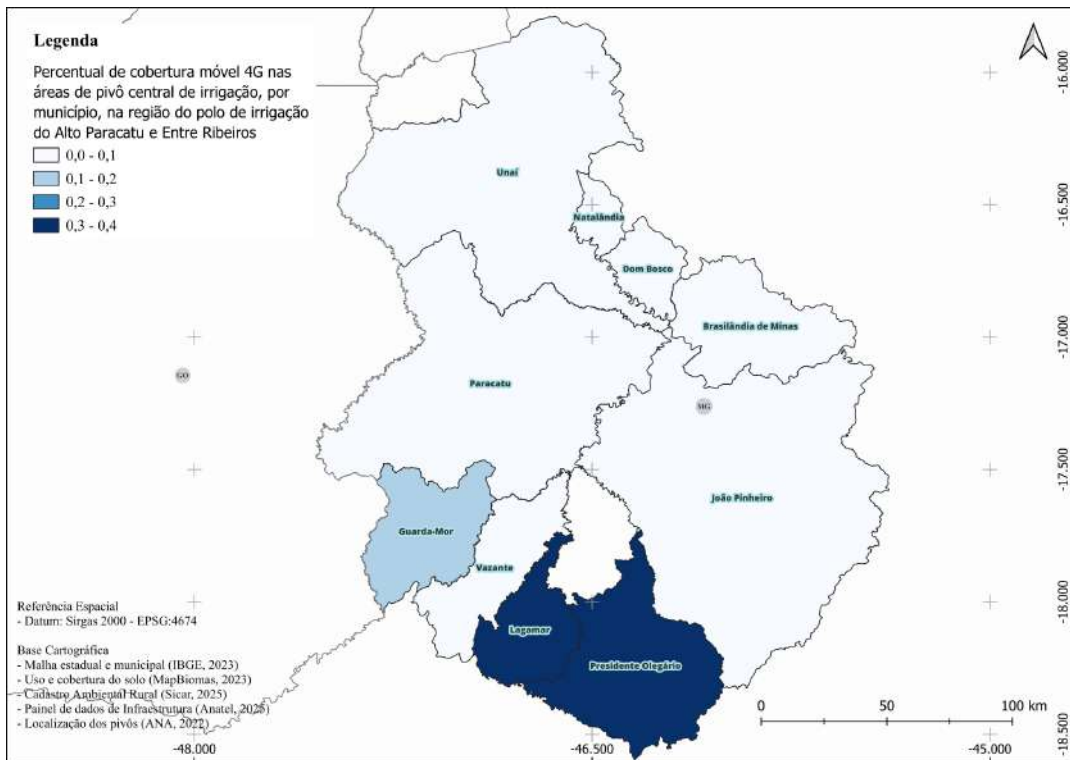 Legenda
Percentual de cobertura móvel 4G nas
áreas de pivô central de irrigação, por
município, na região do polo de irrigação
do Alto Paracatu e Entre Ribeiros
0,0 - 0,1
0,1 - 0,2
0,2 - 0,3
0,3 - 0,4
-16.000
Unaí
-16.500
Natalândia
Dom Bosco
Brasilândia de Minas
-17.000
GO
Paracatu
MG
-17.500
João Pinheiro
Guarda-Mor
Vazante
-18.000
Lagamar
Presidente Olegário
Referência Espacial
- Datum: Sirgas 2000 - EPSG:4674
Base Cartográfica
- Malha estadual e municipal (IBGE, 2023)
- Uso e cobertura do solo (MapBiomas, 2023)
- Cadastro Ambiental Rural (Sicar, 2025)
- Painel de dados de Infraestrutura (Anatel, 2025)
- Localização dos pivôs (ANA, 2022)
0 50 100 km
-18.500
-48.000 -46.500 -45.000